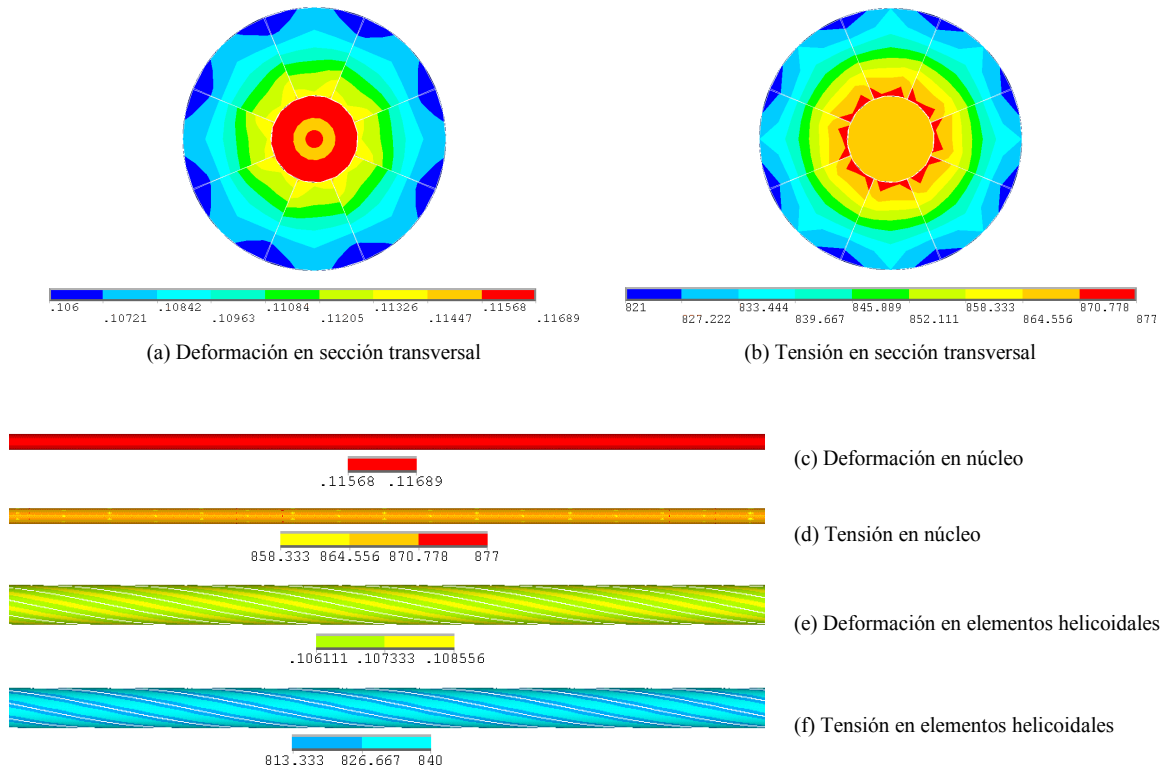 .106 .10842 .11084 .11326 .11568
.10721 .10963 .11205 .11447 .11689
821 833.444 845.889 858.333 870.778
827.222 839.667 852.111 864.556 877
(a) Deformación en sección transversal
(b) Tensión en sección transversal
(c) Deformación en núcleo
.11568 .11689
(d) Tensión en núcleo
858.333 864.556 870.778 877
(e) Deformación en elementos helicoidales
.106111 .107333 .108556
(f) Tensión en elementos helicoidales
813.333 826.667 840